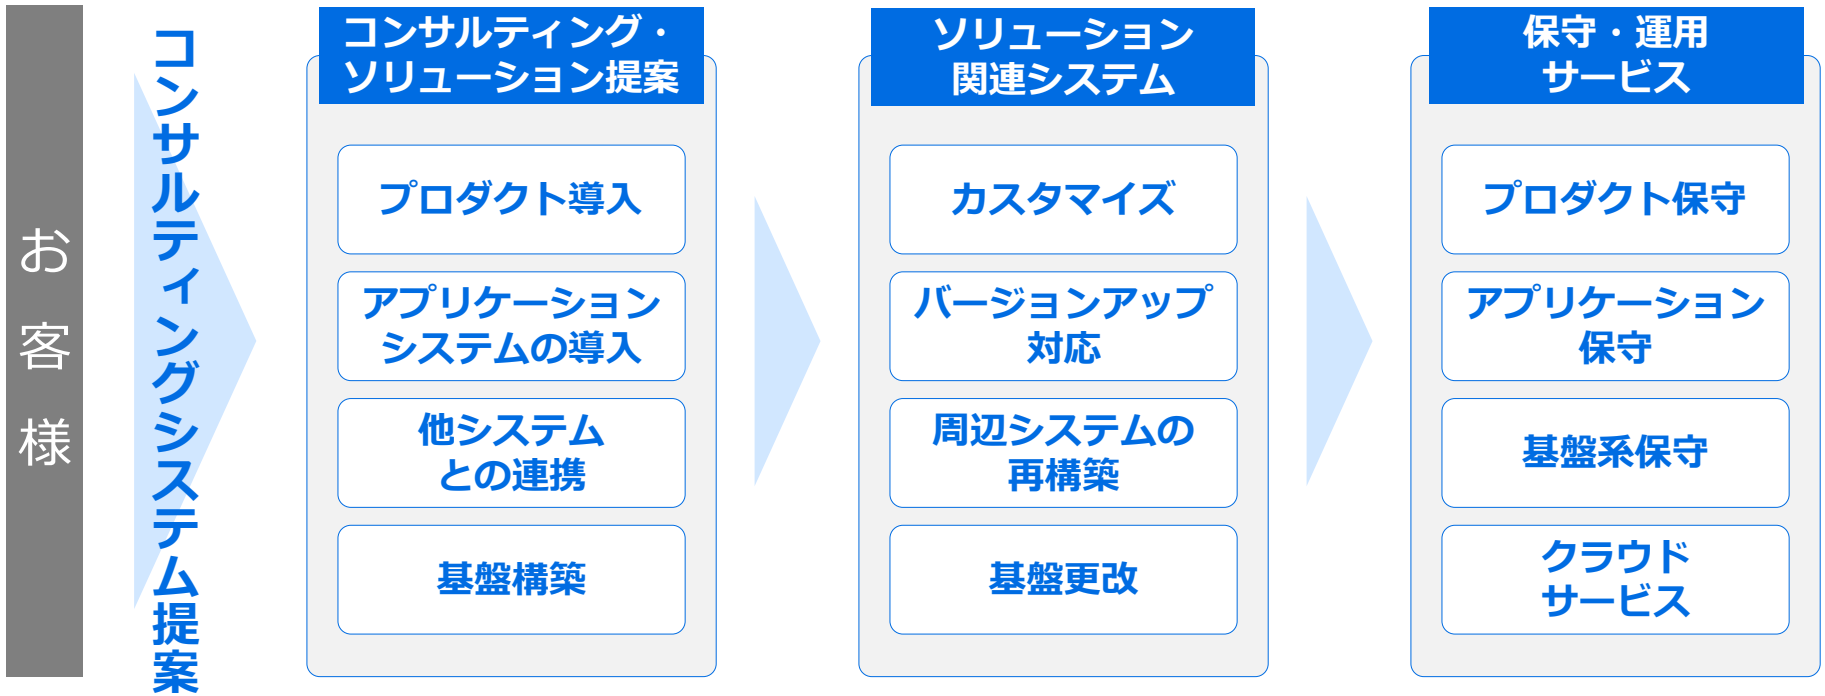 お客様
コンサルティングシステム提案
コンサルティング・
ソリューション提案
プロダクト導入
アプリケーション
システムの導入
他システム
との連携
基盤構築
ソリューション
関連システム
カスタマイズ
バージョンアップ
対応
周辺システムの
再構築
基盤更改
保守・運用
サービス
プロダクト保守
アプリケーション
保守
基盤系保守
クラウド
サービス